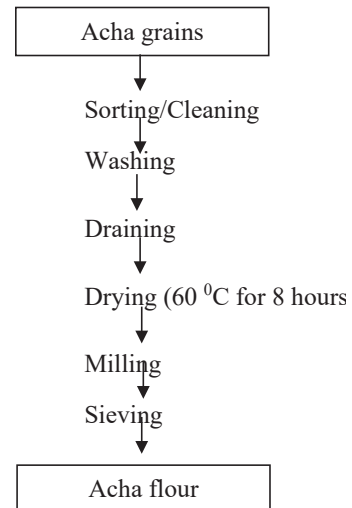 Acha grains
Sorting/Cleaning
Washing
Draining
Drying (60 ⁰C for 8 hours
Milling
Sieving
Acha flour